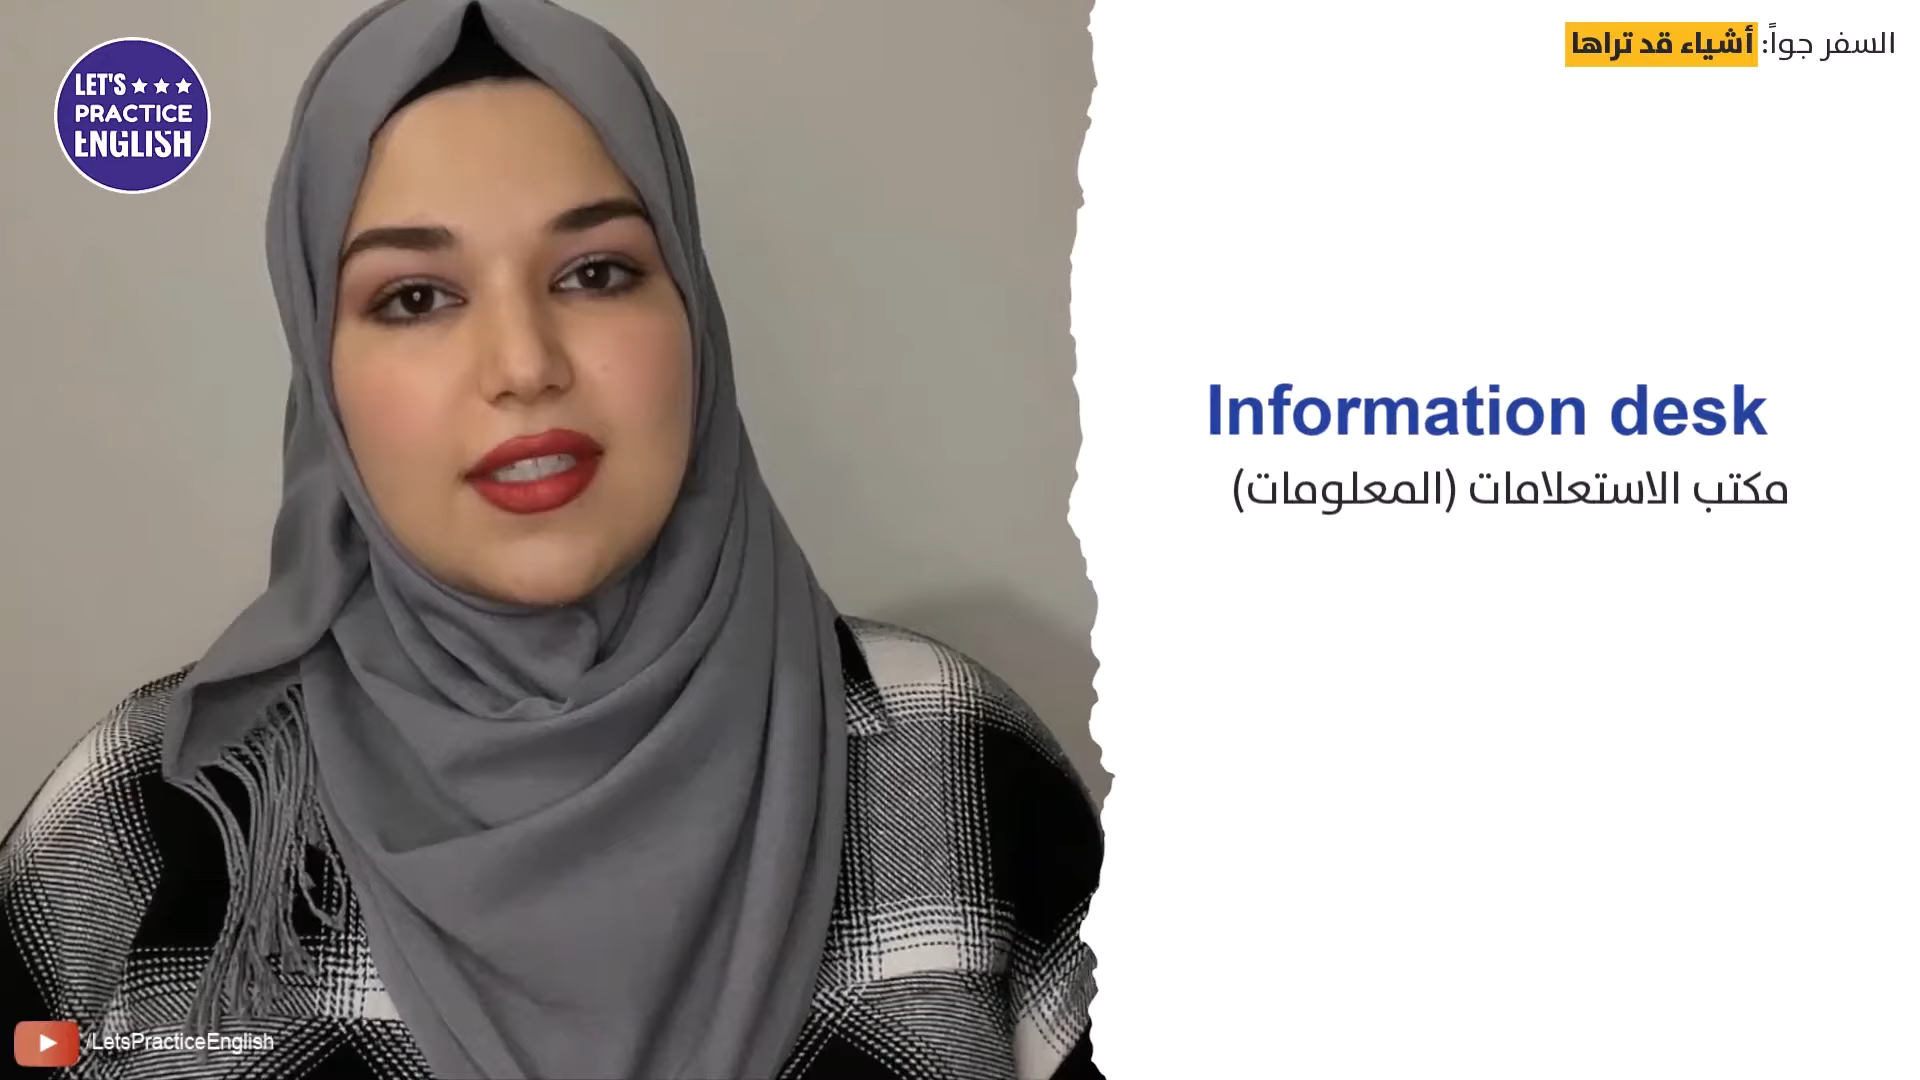 LET'S
PRACTICE
ENGLISH
السفر جواً: أشياء قد تراها
Information desk
مكتب الاستعلامات (المعلومات)
/LetsPracticeEnglish